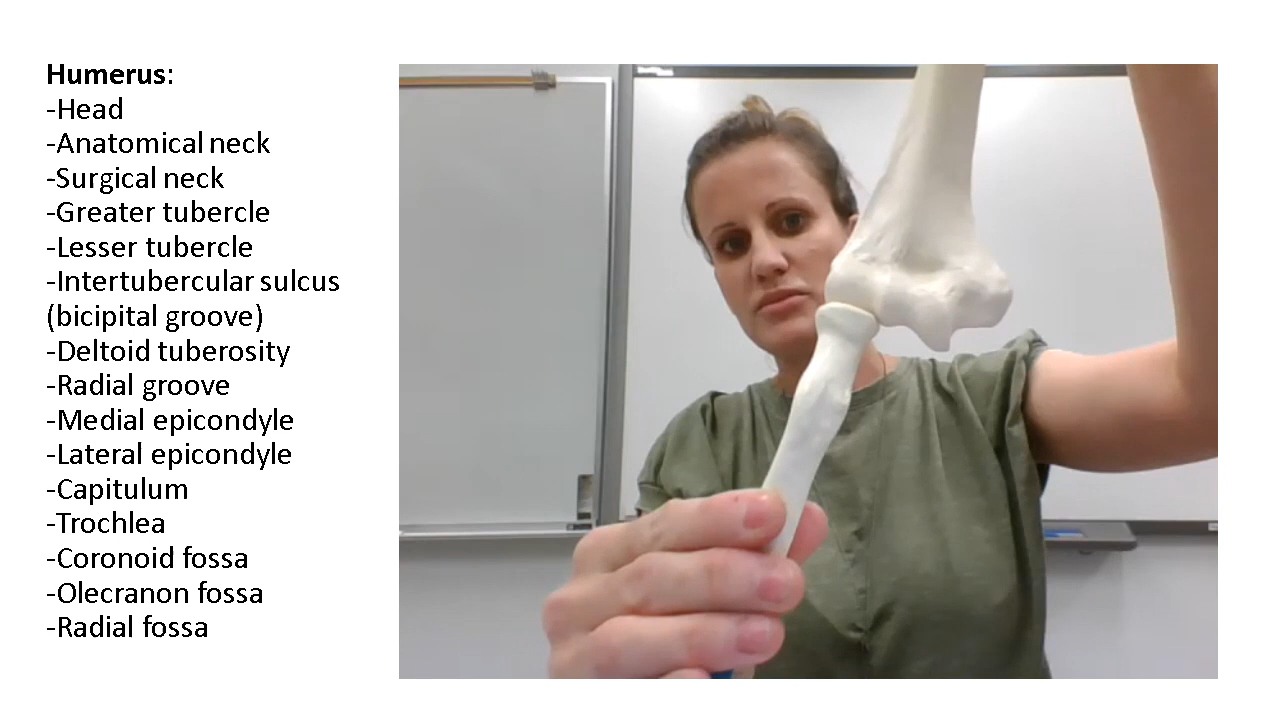 Humerus:
-Head
-Anatomical neck
-Surgical neck
-Greater tubercle
-Lesser tubercle
-Intertubercular sulcus
(bicipital groove)
-Deltoid tuberosity
-Radial groove
-Medial epicondyle
-Lateral epicondyle
-Capitulum
-Trochlea
-Coronoid fossa
-Olecranon fossa
-Radial fossa